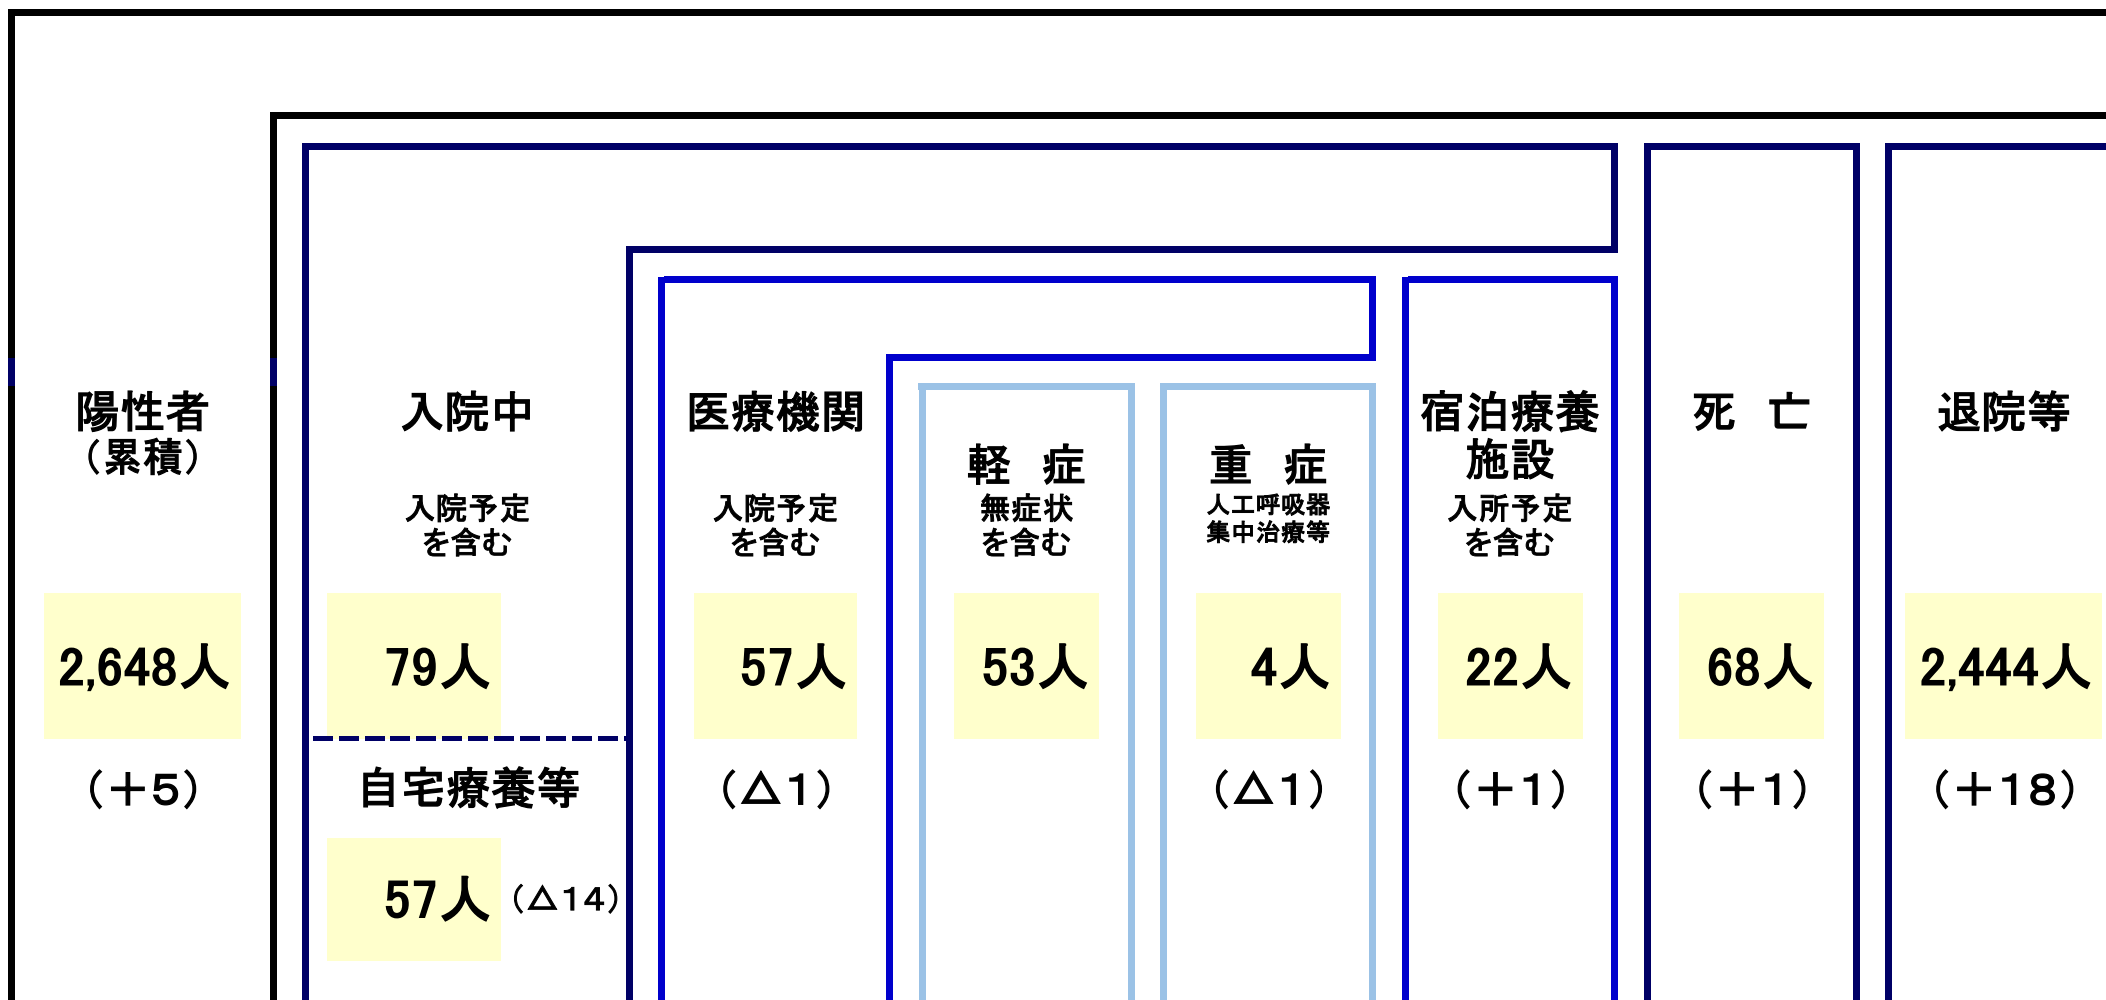 陽性者
（累積）
2,648人
（＋5）
入院中
入院予定
を含む
79人
自宅療養等
57人 （△14）
医療機関
入院予定
を含む
57人
（△1）
軽　症
無症状
を含む
53人
重　症
人工呼吸器
集中治療等
4人
（△1）
宿泊療養
施設
入所予定
を含む
22人
（＋1）
死　亡
68人
（＋1）
退院等
2,444人
（＋18）